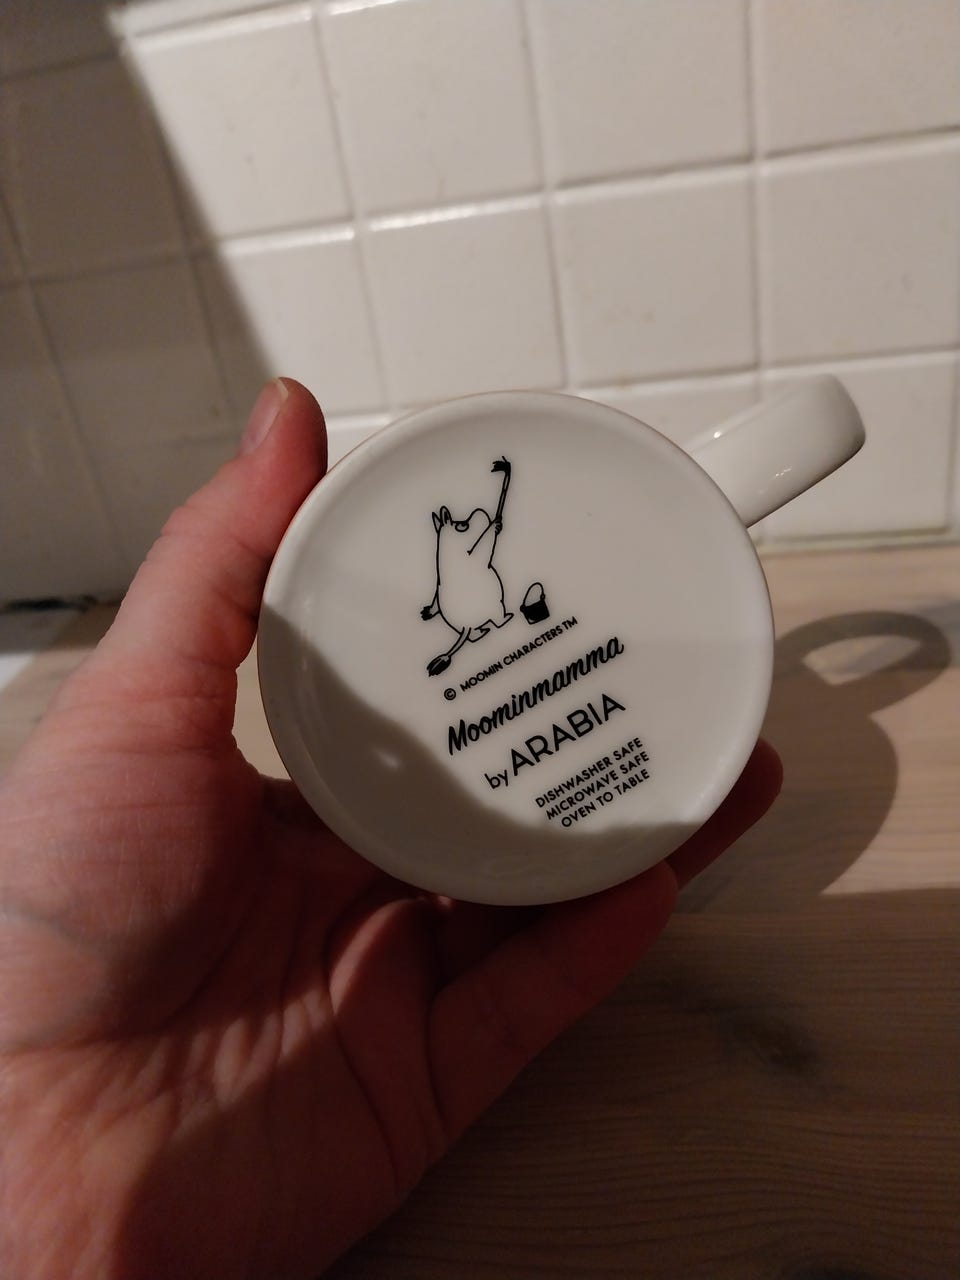 © MOOMIN CHARACTERS TM
Moominmamma
by ARABIA
DISHWASHER SAFE
MICROWAVE SAFE
OVEN TO TABLE